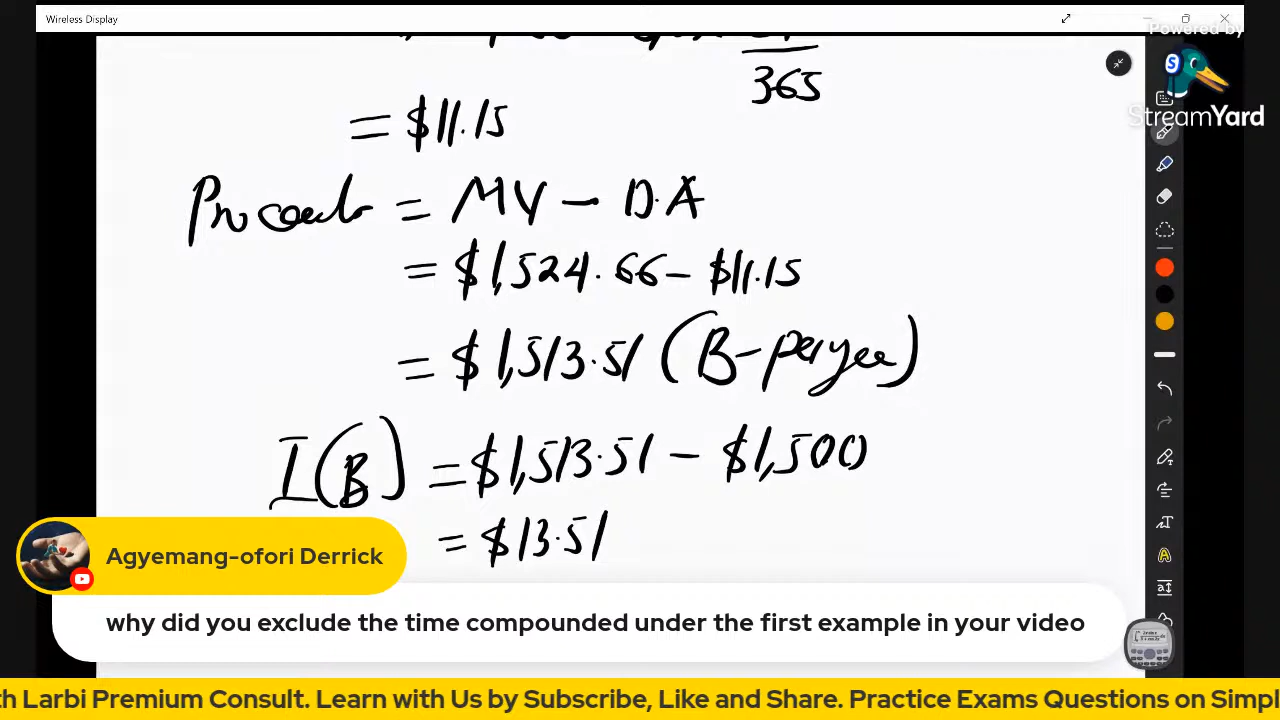 Wireless Display
Powered by
StreamYard
365
= $11.15
Proceeds = MV - D.A
= $1,524.66 - $11.15
= $1,513.51 (B-payee)
I(B) = $1,513.51 - $1,500
= $13.51
Agyemang-ofori Derrick
why did you exclude the time compounded under the first example in your video
th Larbi Premium Consult. Learn with Us by Subscribe, Like and Share. Practice Exams Questions on Simpl